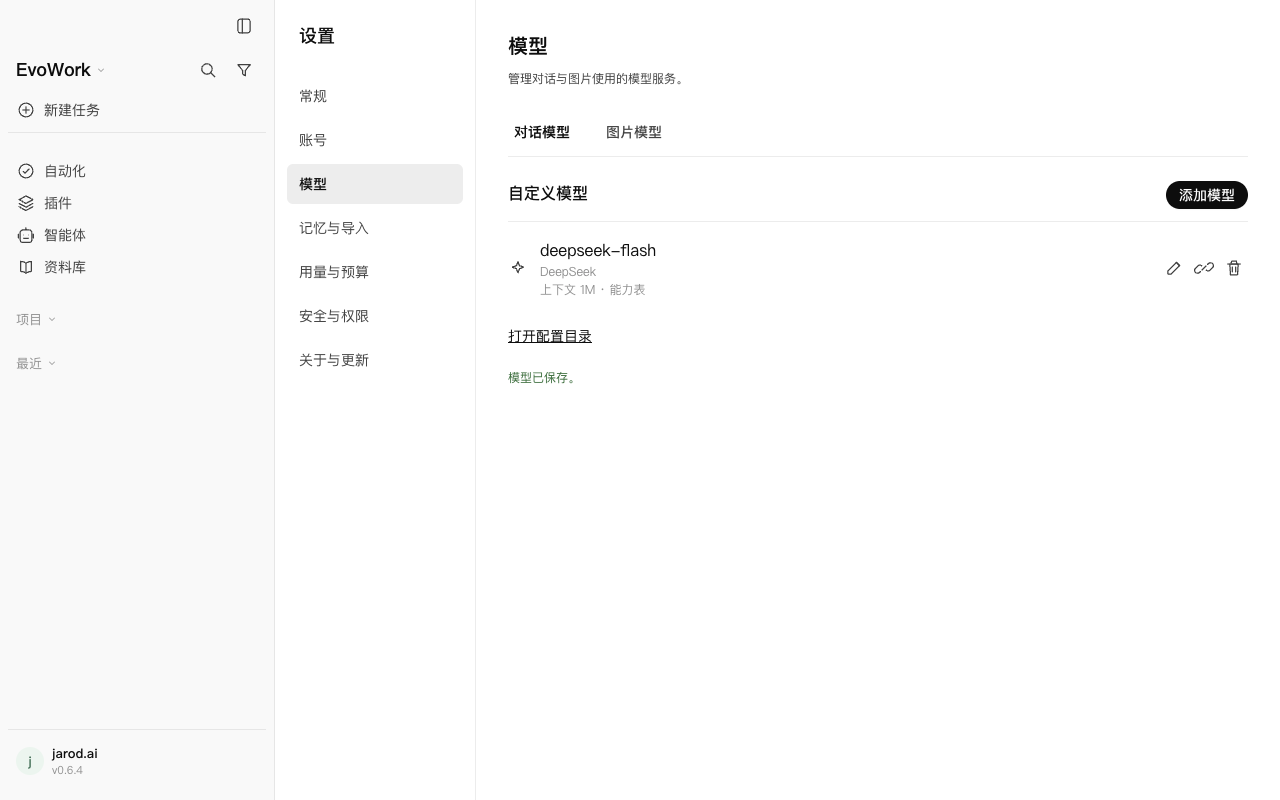 EvoWork
新建任务
自动化
插件
智能体
资料库
项目
最近
jarod.ai
j
v0.6.4
设置
常规
账号
模型
记忆与导入
用量与预算
安全与权限
关于与更新
模型
管理对话与图片使用的模型服务。
对话模型 图片模型
自定义模型 添加模型
deepseek-flash
DeepSeek
上下文 1M · 能力表
打开配置目录
模型已保存。